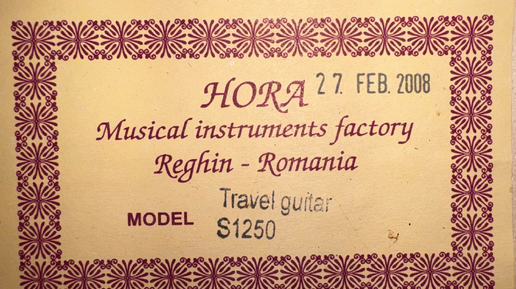 HORA 27 FEB. 2008
Musical instruments factory
Reghin - Romania
MODEL Travel guitar
S1250